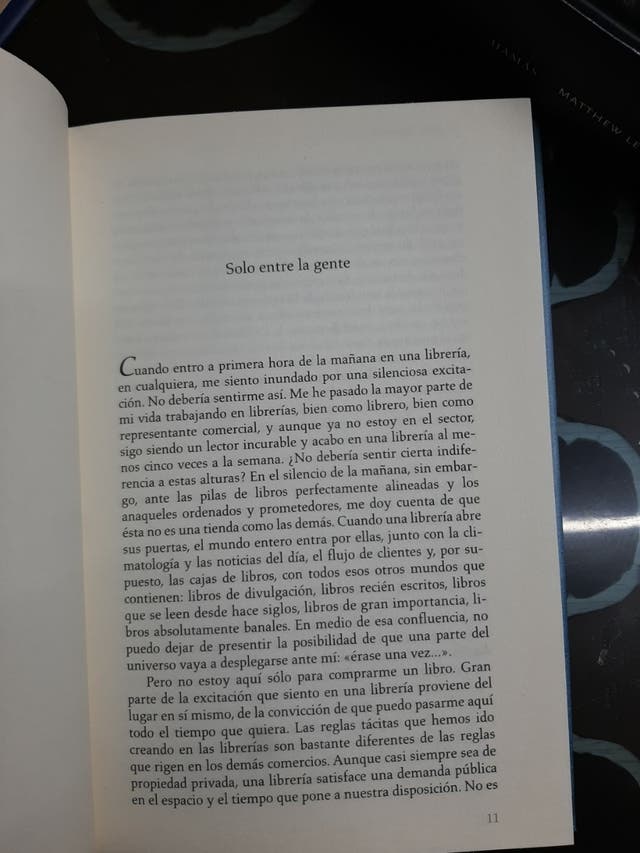 MATTHEW LE
Solo entre la gente
Cuando entro a primera hora de la mañana en una librería,
en cualquiera, me siento inundado por una silenciosa excita-
ción. No debería sentirme así. Me he pasado la mayor parte de
mi vida trabajando en librerías, bien como librero, bien como
representante comercial, y aunque ya no estoy en el sector,
sigo siendo un lector incurable y acabo en una librería al me-
nos cinco veces a la semana. ¿No debería sentir cierta indife-
rencia a estas alturas? En el silencio de la mañana, sin embar-
go, ante las pilas de libros perfectamente alineadas y los
anaqueles ordenados y prometedores, me doy cuenta de que
ésta no es una tienda como las demás. Cuando una librería abre
sus puertas, el mundo entero entra por ellas, junto con la cli-
matología y las noticias del día, el flujo de clientes y, por su-
puesto, las cajas de libros, con todos esos otros mundos que
contienen: libros de divulgación, libros recién escritos, libros
que se leen desde hace siglos, libros de gran importancia, li-
bros absolutamente banales. En medio de esa confluencia, no
puedo dejar de presentir la posibilidad de que una parte del
universo vaya a desplegarse ante mí: «érase una vez...».
Pero no estoy aquí sólo para comprarme un libro. Gran
parte de la excitación que siento en una librería proviene del
lugar en sí mismo, de la convicción de que puedo pasarme aquí
todo el tiempo que quiera. Las reglas tácitas que hemos ido
creando en las librerías son bastante diferentes de las reglas
que rigen en los demás comercios. Aunque casi siempre sea de
propiedad privada, una librería satisface una demanda pública
en el espacio y el tiempo que pone a nuestra disposición. No es
11